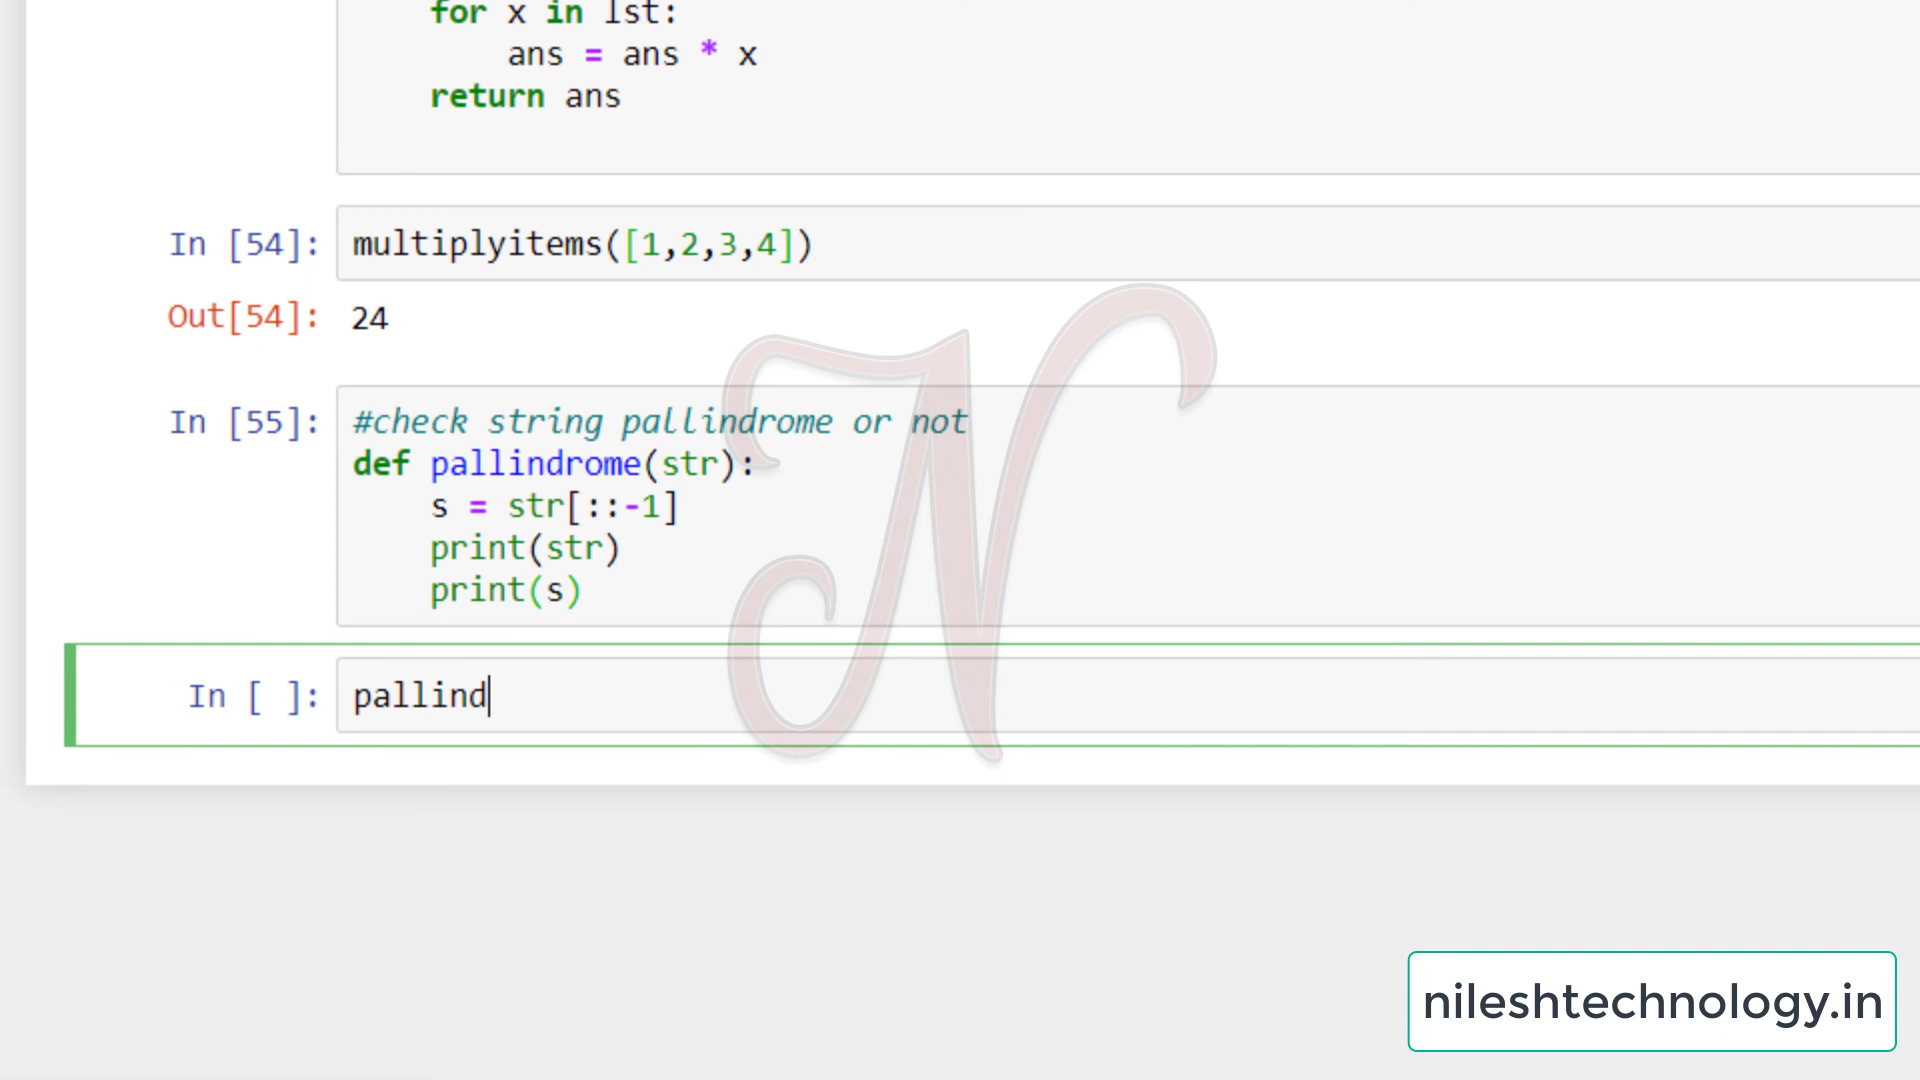 for x in lst:
ans = ans * x
return ans
In [54]: multiplyitems([1,2,3,4])
Out[54]: 24
In [55]: #check string pallindrome or not
def pallindrome(str):
s = str[::-1]
print(str)
print(s)
In [ ]: pallind
N
nileshtechnology.in